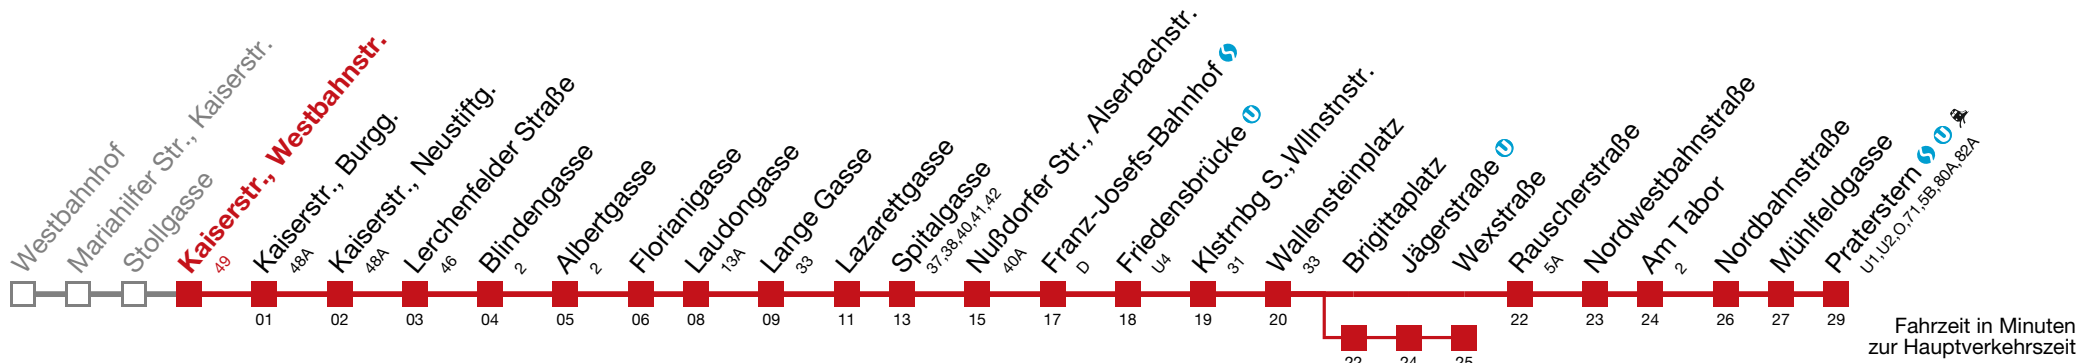 Westbahnhof
Mariahilfer Str., Kaiserstr.
Stollgasse
Kaiserstr., Westbahnstr.
49
Kaiserstr., Burgg.
48A
01
Kaiserstr., Neustiftg.
48A
02
Lerchenfelder Straße
46
03
Blindengasse
2
04
Albertgasse
2
05
Florianigasse
06
Laudongasse
13A
08
Lange Gasse
33
09
Lazarettgasse
11
Spitalgasse
37,38,40,41,42
13
Nußdorfer Str., Alserbachstr.
40A
15
Franz-Josefs-Bahnhof
D
17
Friedensbrücke U
U4
18
Klstrnbg S.,Wllnstnstr.
31
19
Wallensteinplatz
33
20
Brigittaplatz
22
Jägerstraße U
24
Wexstraße
25
Rauscherstraße
5A
22
Nordwestbahnstraße
23
Am Tabor
2
24
Nordbahnstraße
26
Mühlfeldgasse
27
Praterstern U
U1,U2,O,71,5B,80A,82A
29
Fahrzeit in Minuten
zur Hauptverkehrszeit